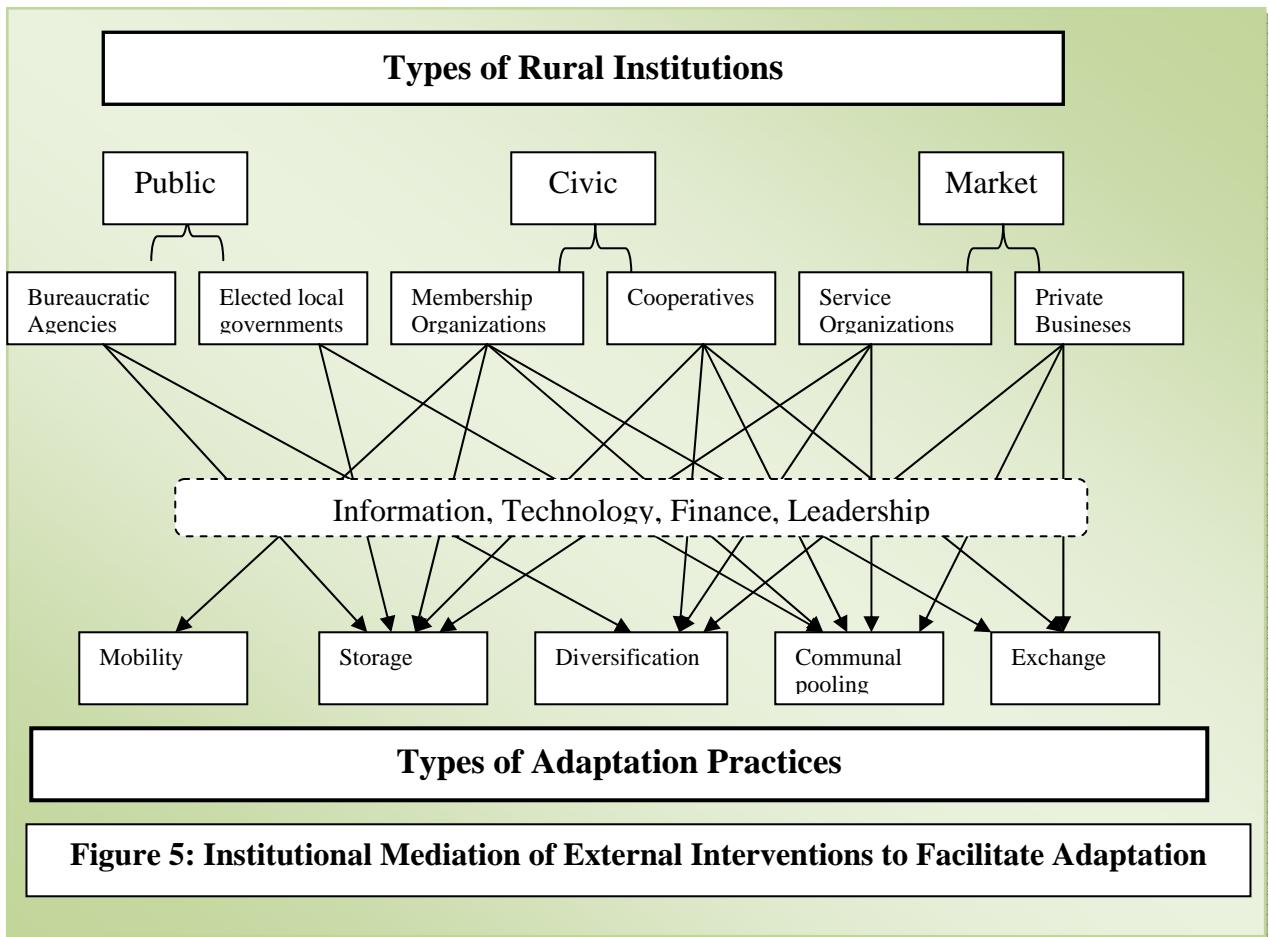 Types of Rural Institutions
Public
Civic
Market
Bureaucratic
Agencies
Elected local
governments
Membership
Organizations
Cooperatives
Service
Organizations
Private
Busineses
Information, Technology, Finance, Leadership
Mobility
Storage
Diversification
Communal
pooling
Exchange
Types of Adaptation Practices
Figure 5: Institutional Mediation of External Interventions to Facilitate Adaptation